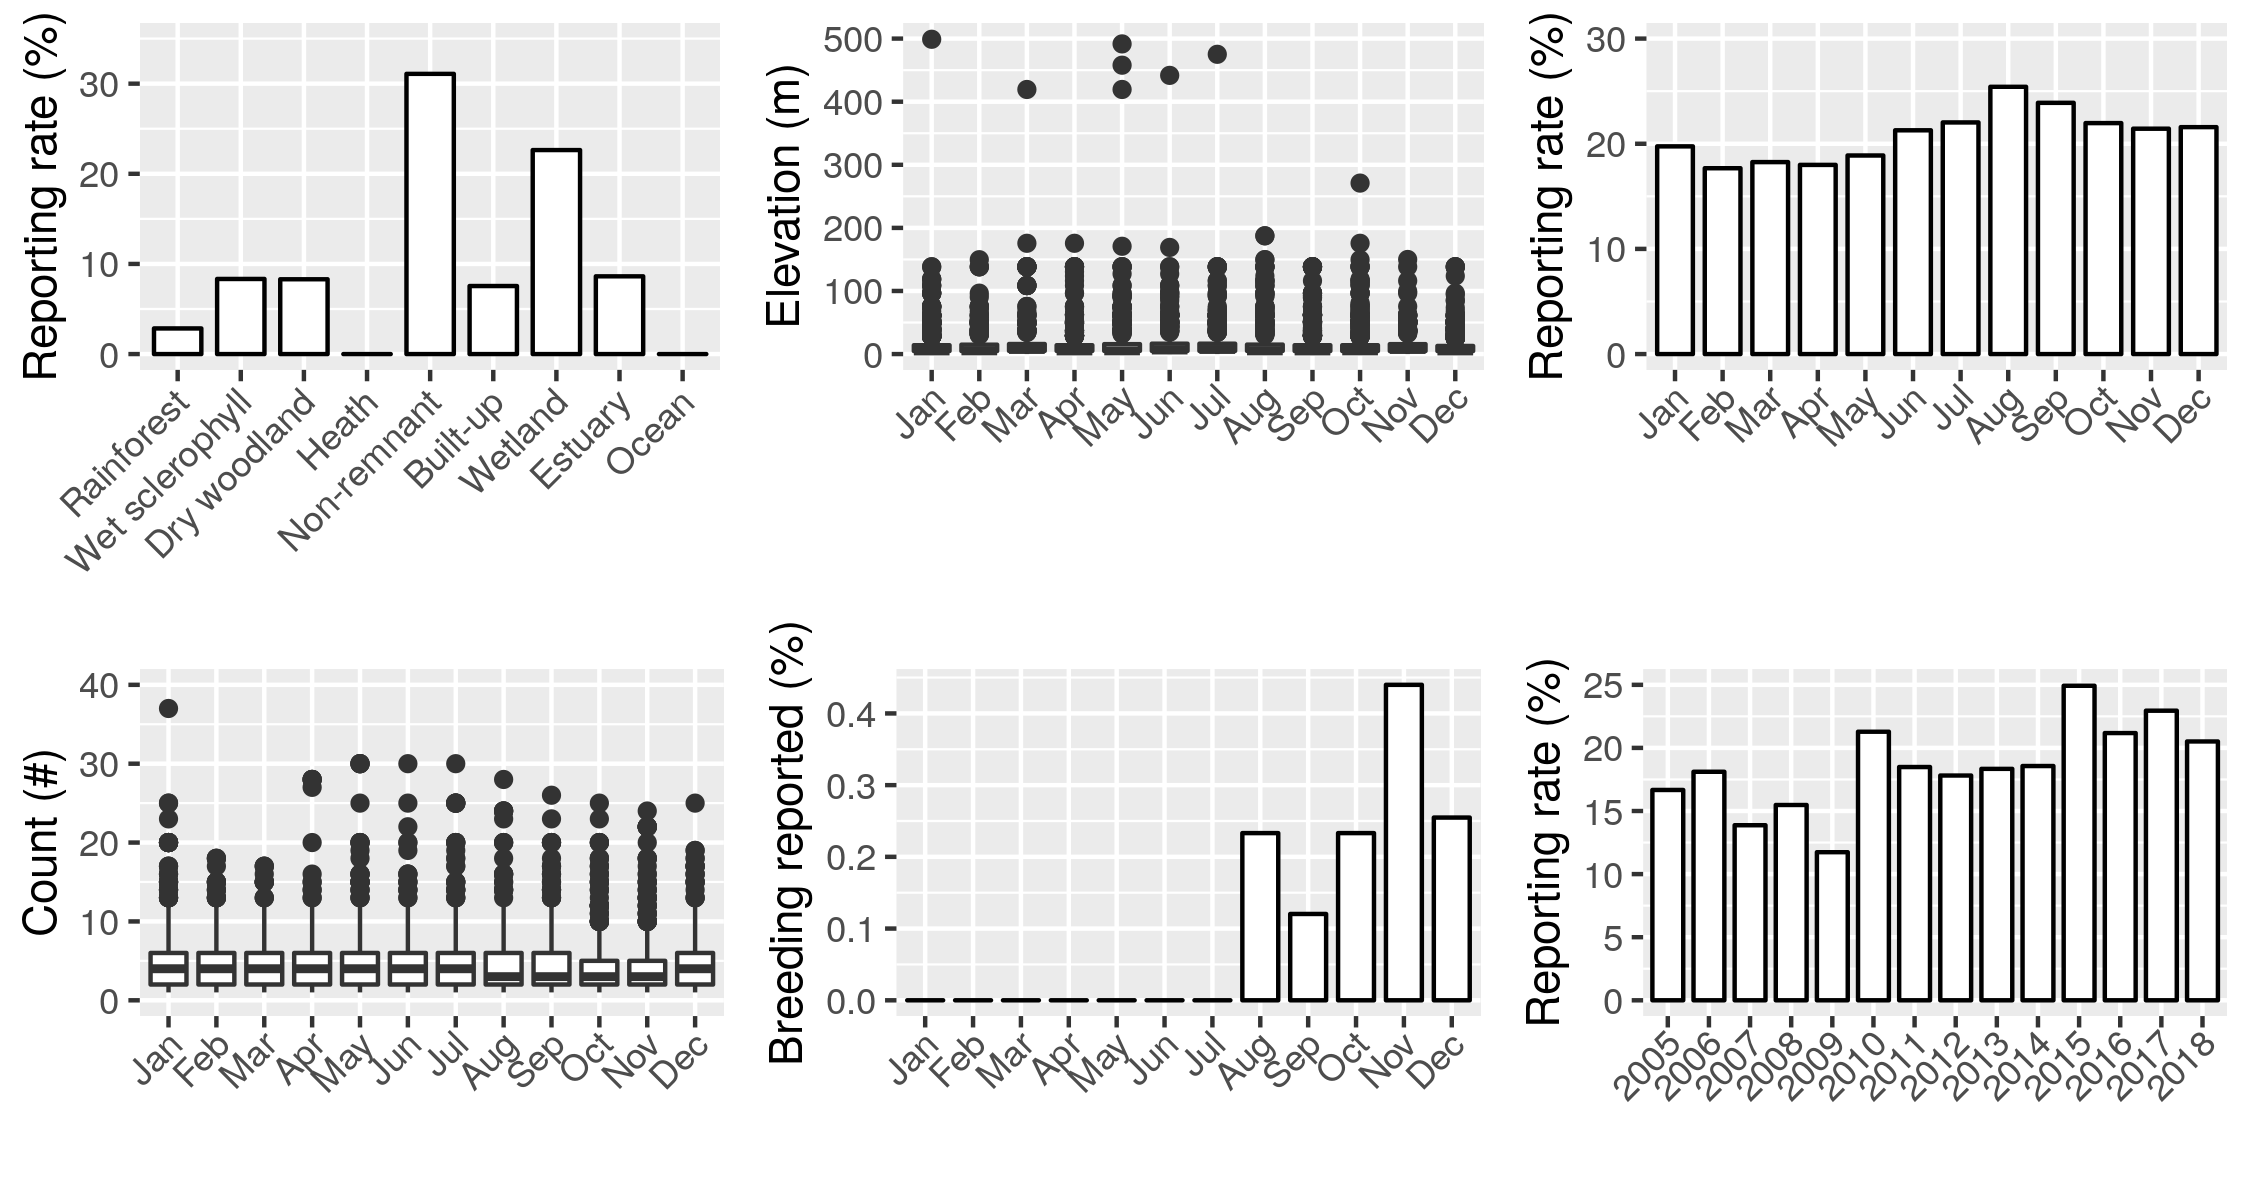 Reporting rate (%)
30
20
10
0
Rainforest
Wet sclerophyll
Dry woodland
Heath
Non-remnant
Built-up
Wetland
Estuary
Ocean
Elevation (m)
500
400
300
200
100
0
Jan
Feb
Mar
Apr
May
Jun
Jul
Aug
Sep
Oct
Nov
Dec
Reporting rate (%)
30
20
10
0
Jan
Feb
Mar
Apr
May
Jun
Jul
Aug
Sep
Oct
Nov
Dec
Count (#)
40
30
20
10
0
Jan
Feb
Mar
Apr
May
Jun
Jul
Aug
Sep
Oct
Nov
Dec
Breeding reported (%)
0.4
0.3
0.2
0.1
0.0
Jan
Feb
Mar
Apr
May
Jun
Jul
Aug
Sep
Oct
Nov
Dec
Reporting rate (%)
25
20
15
10
5
0
2005
2006
2007
2008
2009
2010
2011
2012
2013
2014
2015
2016
2017
2018